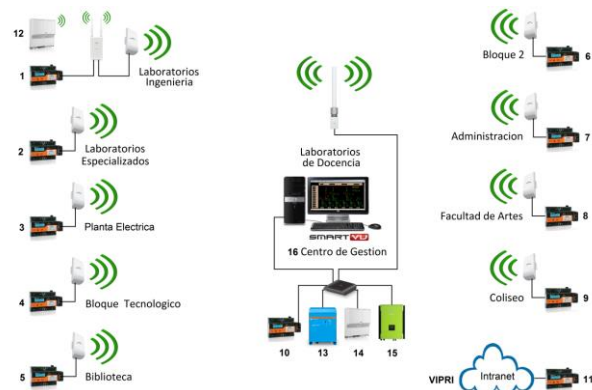 12
1
Laboratorios
Ingenieria
2
Laboratorios
Especializados
3
Planta Electrica
4
Bloque Tecnologico
5
Biblioteca
Laboratorios
de Docencia
SMART VU
16 Centro de Gestion
10
13
14
15
Bloque 2
6
Administracion
7
Facultad de Artes
8
Coliseo
9
VIPRI
Intranet
11